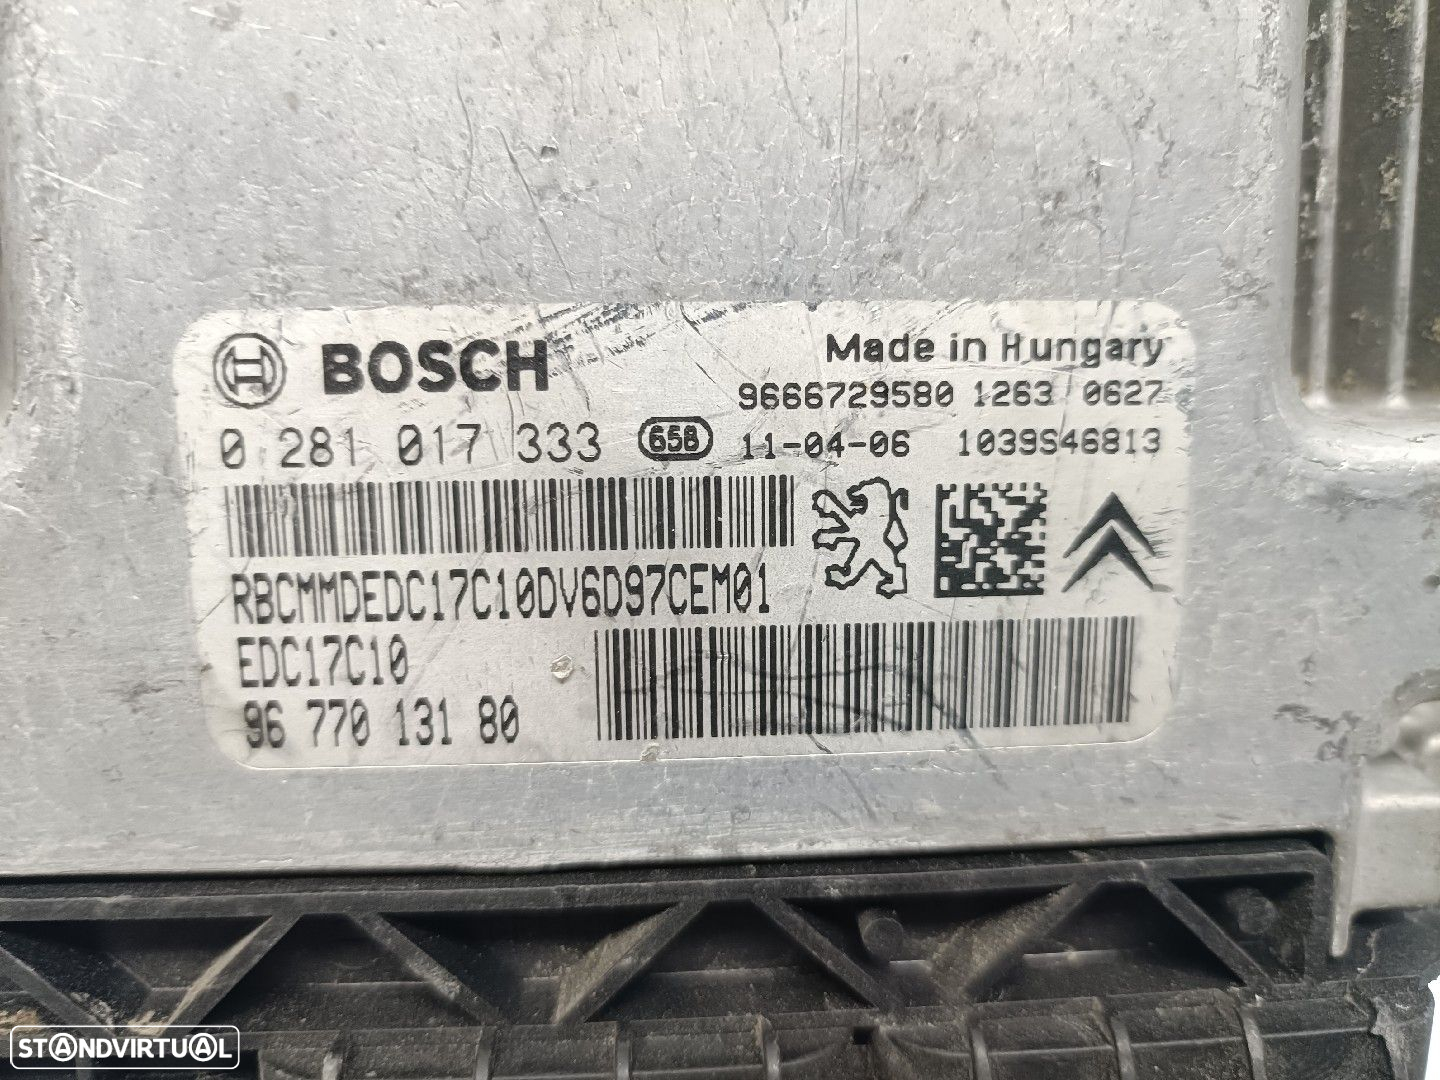 BOSCH
Made in Hungary
9666729580 1263 0627
0 281 017 333 658 11-04-06 1039S46813
RBCMMDEDC17C10DV6D97CEM01
EDC17C10
96 770 131 80
STANDVIRTUAL